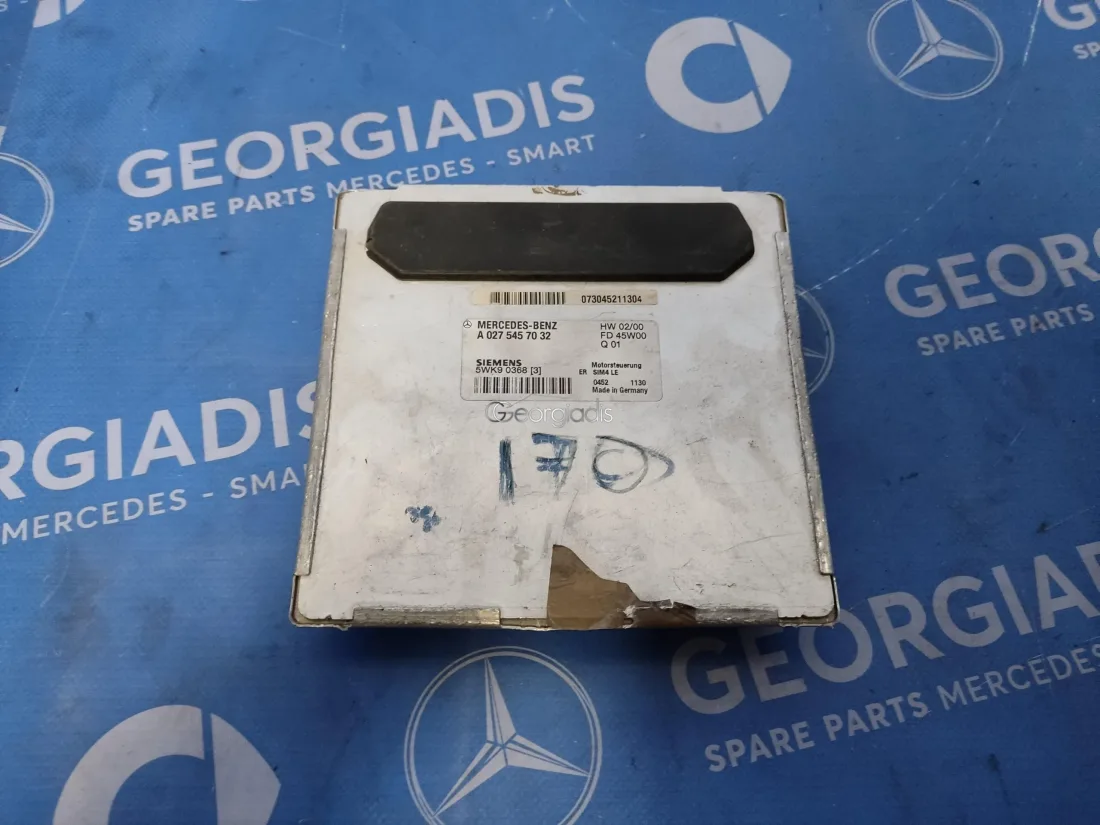 GEORGIADIS
SPARE PARTS MERCEDES - SMART
GEORGIADIS
SPARE PARTS
073045211304
MERCEDES-BENZ
A 027 545 70 32
HW 02/00
FD 45W00
Q 01
SIEMENS
5WK9 0368 [3]
Motorsteuerung
ER SIM4 LE
0452 1130
Made in Germany
Georgiadis
170
ORGIADIS
MERCEDES - SMART
GEORGIADIS
SPARE PARTS MERCEDES